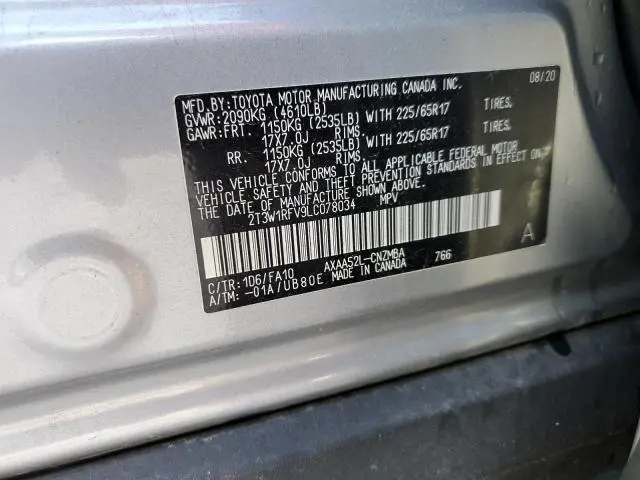 MFD.BY:TOYOTA MOTOR MANUFACTURING CANADA INC. 08/20
GVWR:2090KG (4610LB)
GAWR:FRT. 1150KG (2535LB) WITH 225/65R17 TIRES.
17X7.0J RIMS.
RR. 1150KG (2535LB) WITH 225/65R17 TIRES.
17X7.0J RIMS.
THIS VEHICLE CONFORMS TO ALL APPLICABLE FEDERAL MOTOR
VEHICLE SAFETY AND THEFT PREVENTION STANDARDS IN EFFECT ON
THE DATE OF MANUFACTURE SHOWN ABOVE.
2T3W1RFV9LC078034 MPV
A
C/TR:1D6/FA10 AXAA52L-CNZMBA 766
A/TM:-01A/UB80E MADE IN CANADA